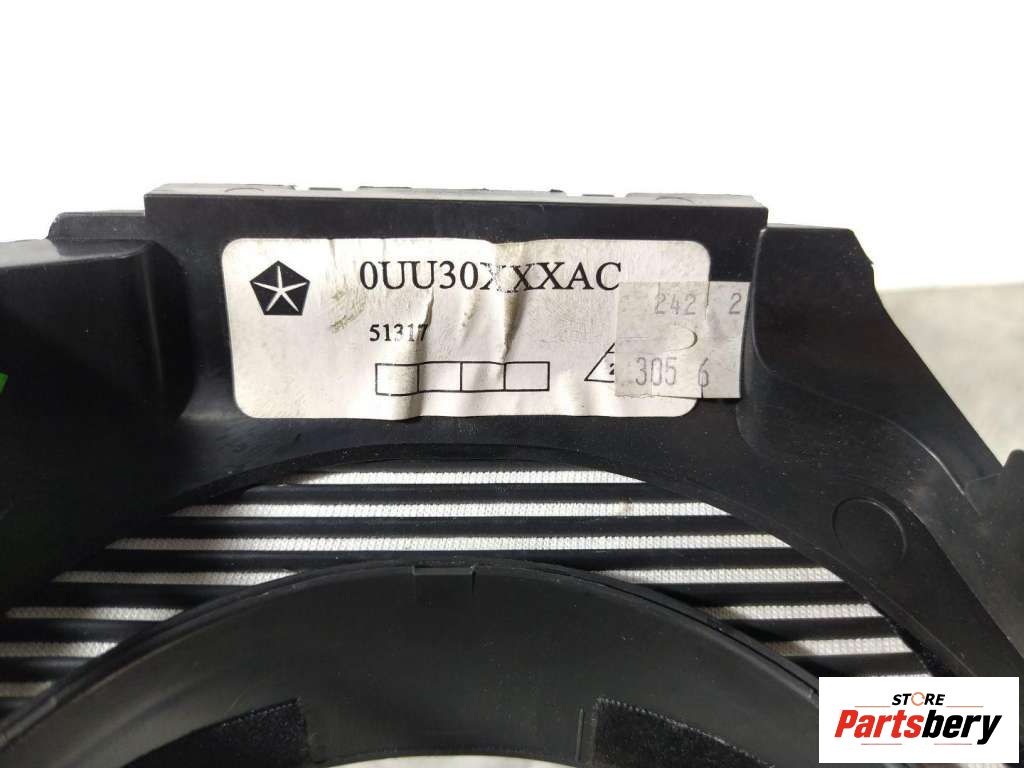 0UU30XXXAC
242 2
51317
305 6
STORE
Partsbery